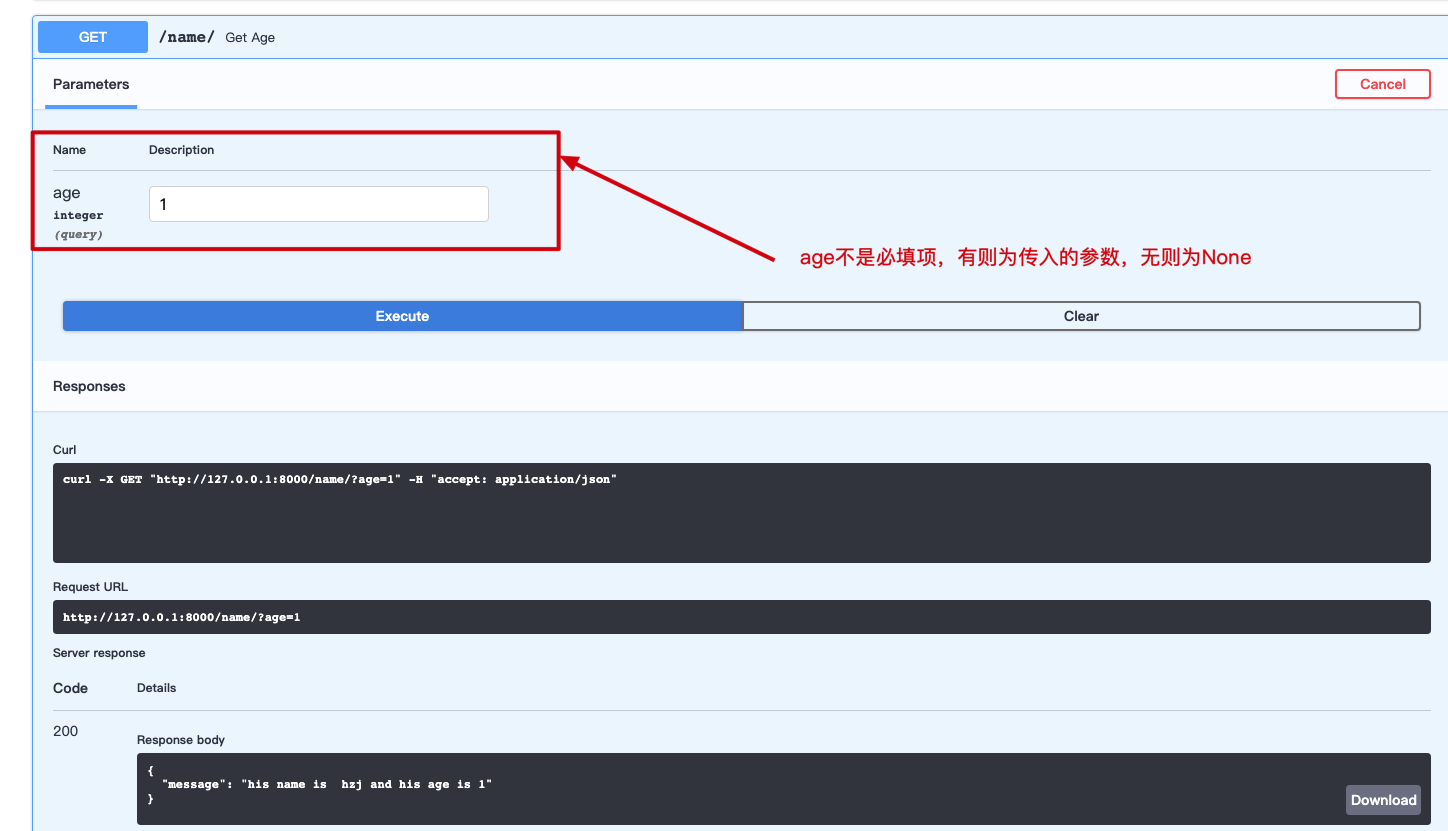 GET /name/ Get Age
Parameters
Cancel
Name Description
age
integer
(query)
1
age不是必填项，有则为传入的参数，无则为None
Execute Clear
Responses
Curl
curl -X GET "http://127.0.0.1:8000/name/?age=1" -H "accept: application/json"
Request URL
http://127.0.0.1:8000/name/?age=1
Server response
Code Details
200
Response body
{
  "message": "his name is  hzj and his age is 1"
}
Download